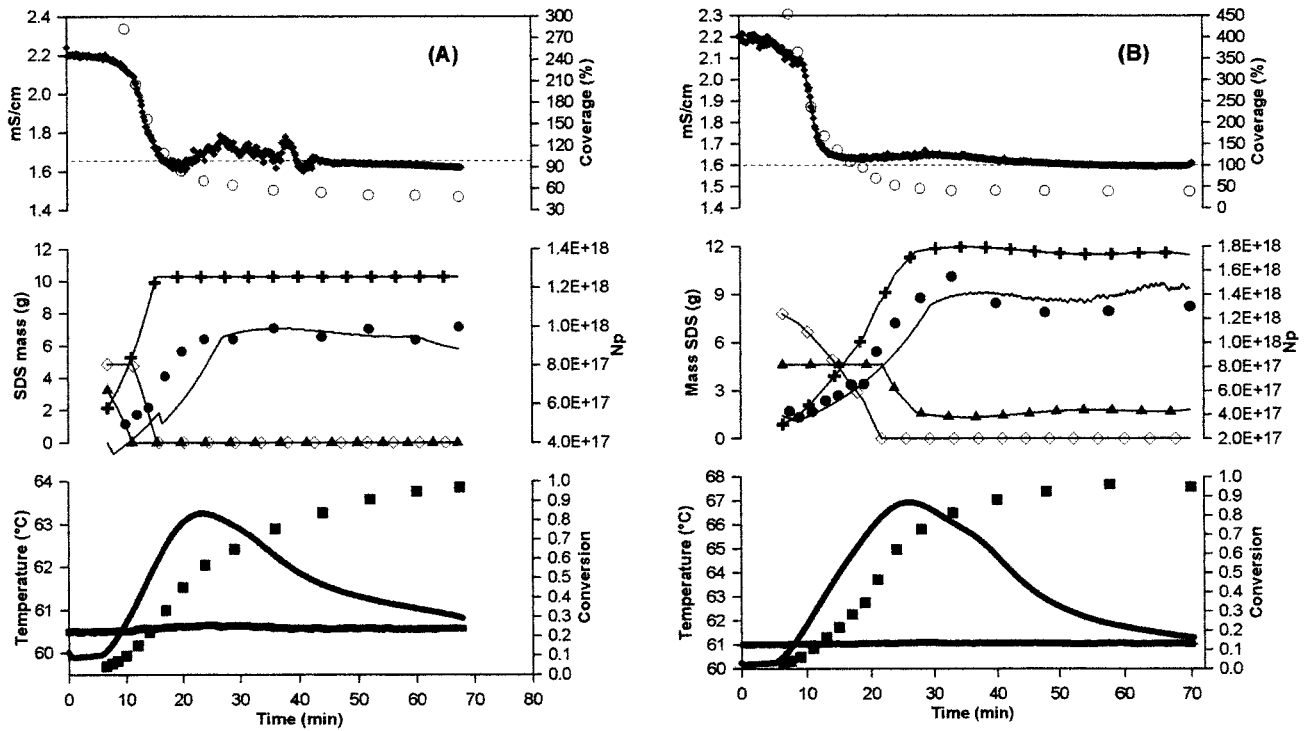 (A)
mS/cm
2.4
2.2
2.0
1.8
1.6
1.4
Coverage (%)
300
270
240
210
180
150
120
90
60
30
SDS mass (g)
12
10
8
6
4
2
0
Np
1.4E+18
1.2E+18
1.0E+18
8.0E+17
6.0E+17
4.0E+17
Temperature (°C)
64
63
62
61
60
Conversion
1.0
0.9
0.8
0.7
0.6
0.5
0.4
0.3
0.2
0.1
0.0
0 10 20 30 40 50 60 70 80
Time (min)
(B)
mS/cm
2.3
2.2
2.1
2.0
1.9
1.8
1.7
1.6
1.5
1.4
Coverage (%)
450
400
350
300
250
200
150
100
50
0
Mass SDS (g)
12
9
6
3
0
Np
1.8E+18
1.6E+18
1.4E+18
1.2E+18
1.0E+18
8.0E+17
6.0E+17
4.0E+17
2.0E+17
Temperature (°C)
68
67
66
65
64
63
62
61
60
Conversion
1.0
0.9
0.8
0.7
0.6
0.5
0.4
0.3
0.2
0.1
0.0
0 10 20 30 40 50 60 70
Time (min)